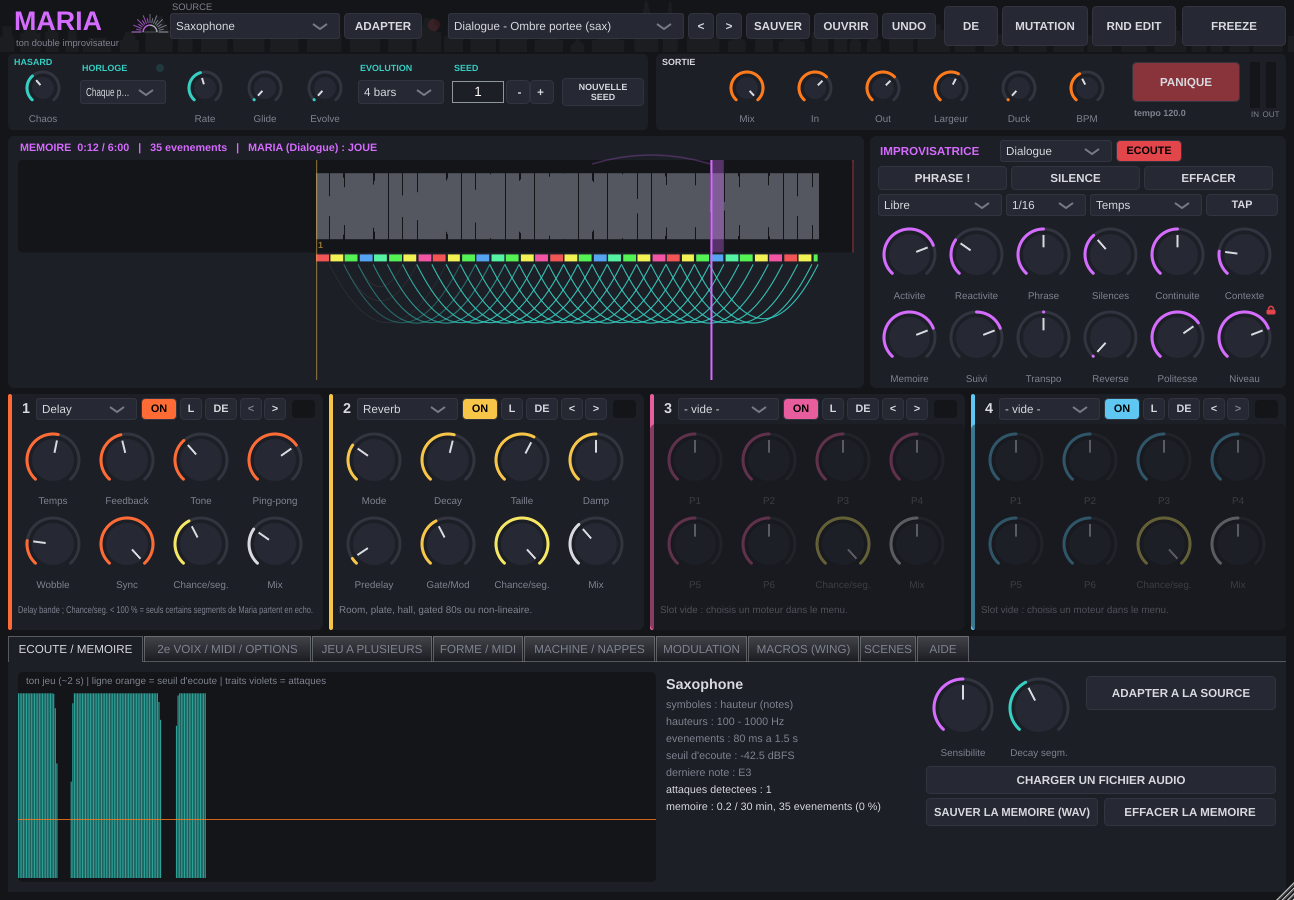 SOURCE
MARIA
ton double improvisateur
Saxophone
ADAPTER
Dialogue - Ombre portee (sax)
<
>
SAUVER
OUVRIR
UNDO
DE
MUTATION
RND EDIT
FREEZE
HASARD
Chaos
HORLOGE
Chaque p...
Rate
Glide
Evolve
EVOLUTION
4 bars
SEED
1
-
+
NOUVELLE
SEED
SORTIE
Mix
In
Out
Largeur
Duck
BPM
PANIQUE
tempo 120.0
IN OUT
MEMOIRE 0:12 / 6:00 | 35 evenements | MARIA (Dialogue) : JOUE
1
IMPROVISATRICE
Dialogue
ECOUTE
PHRASE !
SILENCE
EFFACER
Libre
1/16
Temps
TAP
Activite
Reactivite
Phrase
Silences
Continuite
Contexte
Memoire
Suivi
Transpo
Reverse
Politesse
Niveau
1
Delay
ON
L
DE
<
>
Temps
Feedback
Tone
Ping-pong
Wobble
Sync
Chance/seg.
Mix
Delay bande ; Chance/seg. < 100 % = seuls certains segments de Maria partent en echo.
2
Reverb
ON
L
DE
<
>
Mode
Decay
Taille
Damp
Predelay
Gate/Mod
Chance/seg.
Mix
Room, plate, hall, gated 80s ou non-lineaire.
3
- vide -
ON
L
DE
<
>
P1
P2
P3
P4
P5
P6
Chance/seg.
Mix
Slot vide : choisis un moteur dans le menu.
4
- vide -
ON
L
DE
<
>
P1
P2
P3
P4
P5
P6
Chance/seg.
Mix
Slot vide : choisis un moteur dans le menu.
ECOUTE / MEMOIRE
2e VOIX / MIDI / OPTIONS
JEU A PLUSIEURS
FORME / MIDI
MACHINE / NAPPES
MODULATION
MACROS (WING)
SCENES
AIDE
ton jeu (~2 s) | ligne orange = seuil d'ecoute | traits violets = attaques
Saxophone
symboles : hauteur (notes)
hauteurs : 100 - 1000 Hz
evenements : 80 ms a 1.5 s
seuil d'ecoute : -42.5 dBFS
derniere note : E3
attaques detectees : 1
memoire : 0.2 / 30 min, 35 evenements (0 %)
Sensibilite
Decay segm.
ADAPTER A LA SOURCE
CHARGER UN FICHIER AUDIO
SAUVER LA MEMOIRE (WAV)
EFFACER LA MEMOIRE